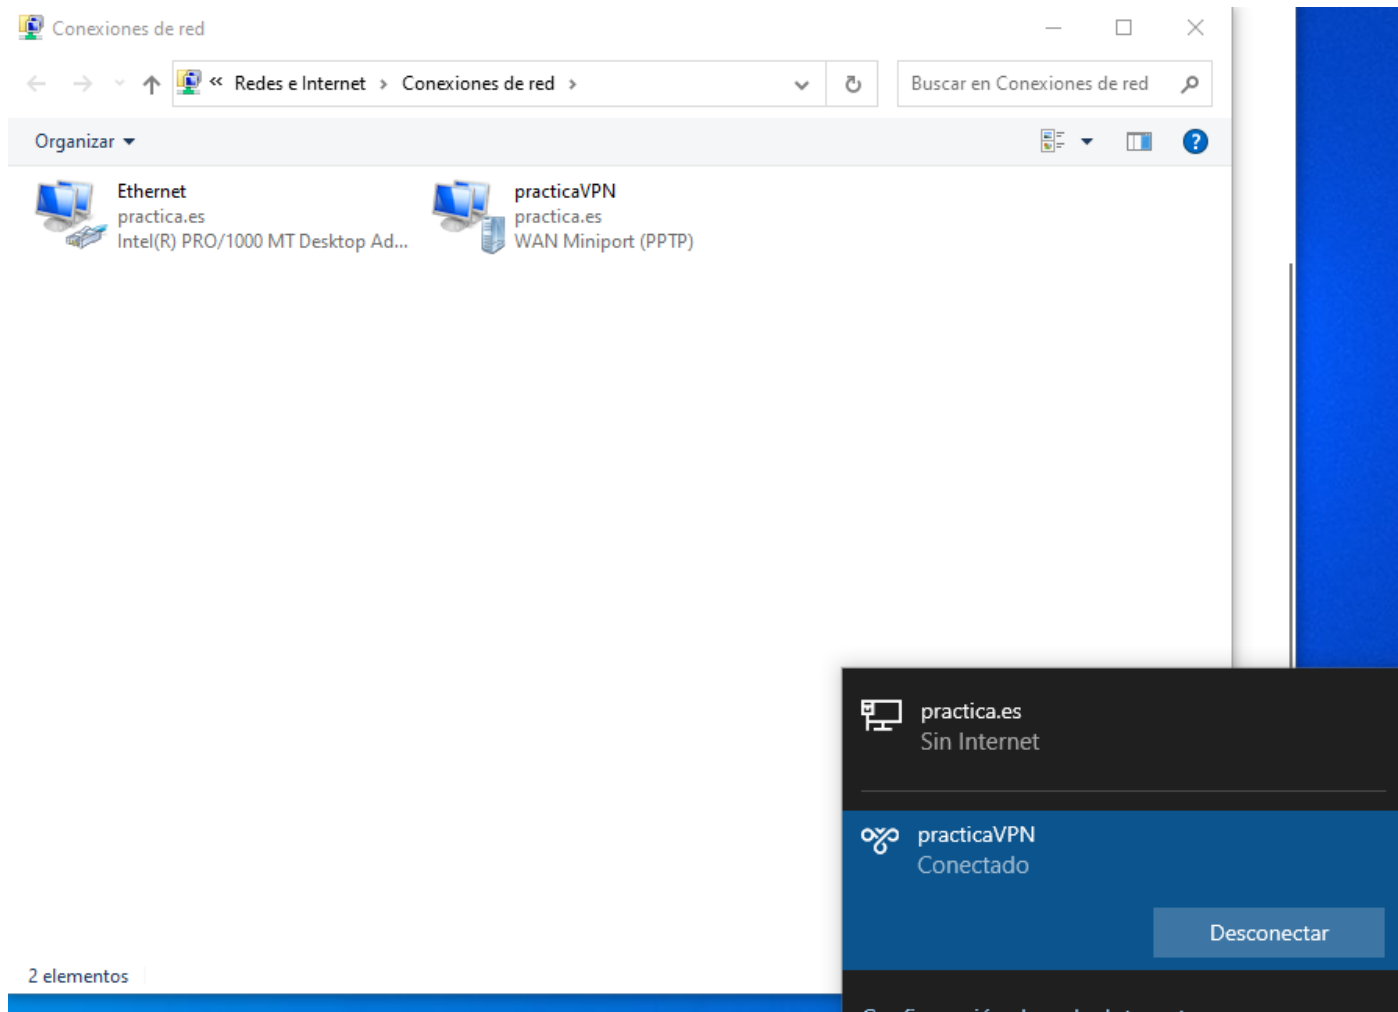 Conexiones de red
« Redes e Internet > Conexiones de red >
Buscar en Conexiones de red
Organizar
Ethernet
practica.es
Intel(R) PRO/1000 MT Desktop Ad...
practicaVPN
practica.es
WAN Miniport (PPTP)
practica.es
Sin Internet
practicaVPN
Conectado
Desconectar
2 elementos